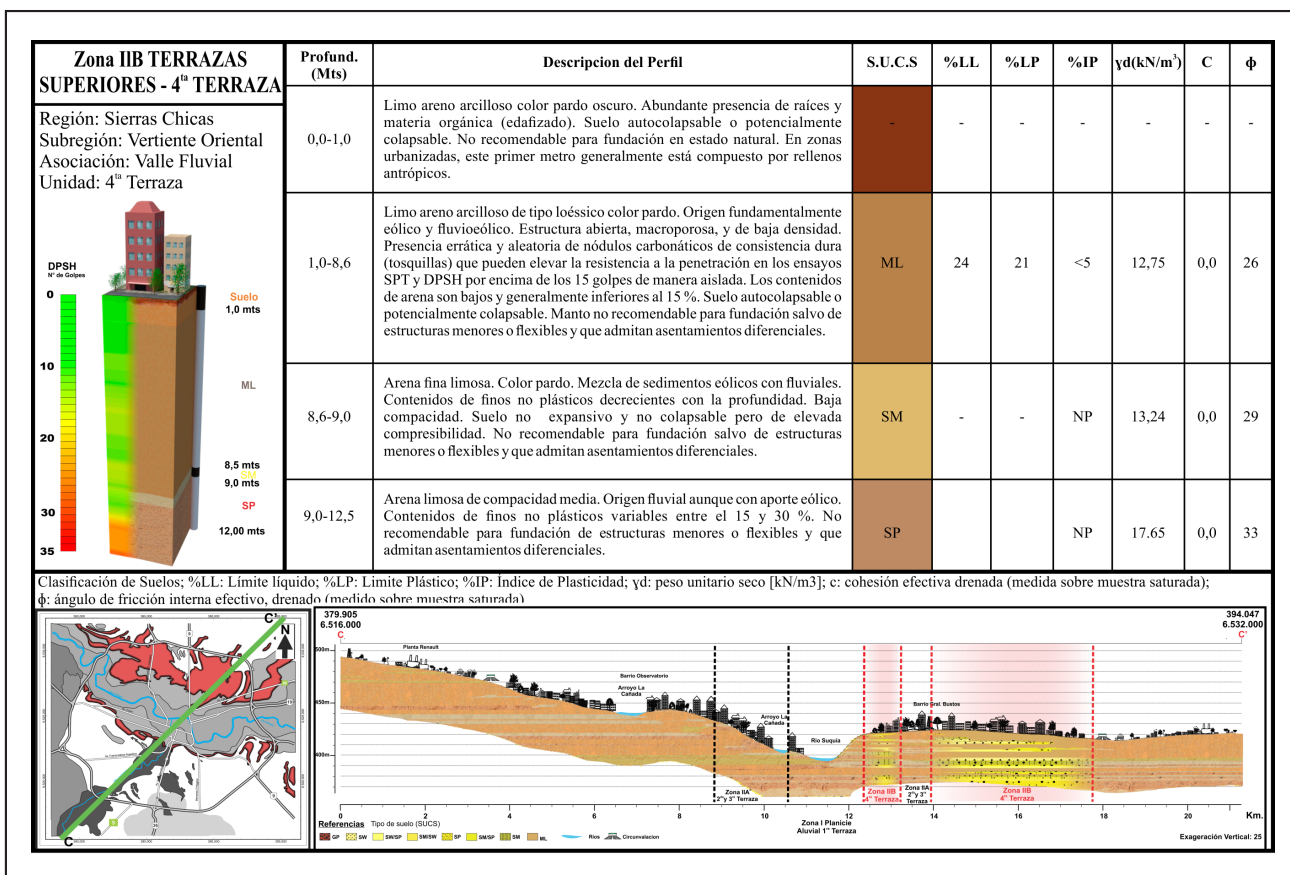 Zona IIB TERRAZAS
SUPERIORES - 4ta TERRAZA
Región: Sierras Chicas
Subregión: Vertiente Oriental
Asociación: Valle Fluvial
Unidad: 4ta Terraza
DPSH
N° de Golpes
0
10
20
30
35
Suelo
1,0 mts
ML
8,5 mts
SM
9,0 mts
SP
12,00 mts
Profund.
(Mts)
Descripcion del Perfil
S.U.C.S
%LL
%LP
%IP
γd(kN/m³)
C
ϕ
0,0-1,0
Limo areno arcilloso color pardo oscuro. Abundante presencia de raíces y
materia orgánica (edafizado). Suelo autocolapsable o potencialmente
colapsable. No recomendable para fundación en estado natural. En zonas
urbanizadas, este primer metro generalmente está compuesto por rellenos
antrópicos.
- - - - - - -
1,0-8,6
Limo areno arcilloso de tipo loéssico color pardo. Origen fundamentalmente
eólico y fluvioeólico. Estructura abierta, macroporosa, y de baja densidad.
Presencia errática y aleatoria de nódulos carbonáticos de consistencia dura
(tosquillas) que pueden elevar la resistencia a la penetración en los ensayos
SPT y DPSH por encima de los 15 golpes de manera aislada. Los contenidos
de arena son bajos y generalmente inferiores al 15 %. Suelo autocolapsable o
potencialmente colapsable. Manto no recomendable para fundación salvo de
estructuras menores o flexibles y que admitan asentamientos diferenciales.
ML 24 21 <5 12,75 0,0 26
8,6-9,0
Arena fina limosa. Color pardo. Mezcla de sedimentos eólicos con fluviales.
Contenidos de finos no plásticos decrecientes con la profundidad. Baja
compacidad. Suelo no expansivo y no colapsable pero de elevada
compresibilidad. No recomendable para fundación salvo de estructuras
menores o flexibles y que admitan asentamientos diferenciales.
SM - - NP 13,24 0,0 29
9,0-12,5
Arena limosa de compacidad media. Origen fluvial aunque con aporte eólico.
Contenidos de finos no plásticos variables entre el 15 y 30 %. No
recomendable para fundación de estructuras menores o flexibles y que
admitan asentamientos diferenciales.
SP NP 17.65 0,0 33
Clasificación de Suelos; %LL: Límite líquido; %LP: Limite Plástico; %IP: Índice de Plasticidad; γd: peso unitario seco [kN/m3]; c: cohesión efectiva drenada (medida sobre muestra saturada);
ϕ: ángulo de fricción interna efectivo, drenado (medido sobre muestra saturada)
C'
N
C
379.905
6.516.000
C
394.047
6.532.000
C'
500m
450m
400m
Planta Renault
Barrio Observatorio
Arroyo La
Cañada
Arroyo La
Cañada
Rio Suquia
Barrio Gral. Bustos
Zona IIA
2da y 3ra
Terraza
Zona I Planicie
Aluvial 1ra Terraza
Zona IIB
4ta Terraza
Zona IIA
2da y 3ra
Terraza
Zona IIB
4ta Terraza
0 2 4 6 8 10 12 14 16 18 20 Km.
Referencias Tipo de suelo (SUCS)
GP SW SW/SP SM/SW SP SM/SP SM ML Rios Circunvalacion
Exageración Vertical: 25